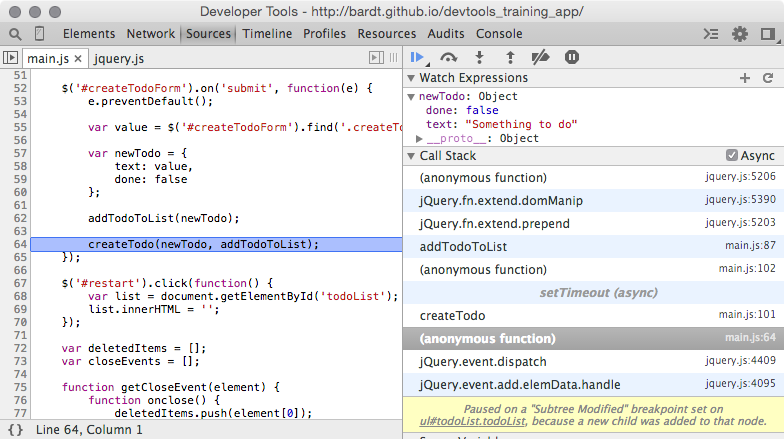 Developer Tools - http://bardt.github.io/devtools_training_app/
Elements Network Sources Timeline Profiles Resources Audits Console
main.js × jquery.js
51
52 $('#createTodoForm').on('submit', function(e) {
53 e.preventDefault();
54
55 var value = $('#createTodoForm').find('.createTo
56
57 var newTodo = {
58 text: value,
59 done: false
60 };
61
62 addTodoToList(newTodo);
63
64 createTodo(newTodo, addTodoToList);
65 });
66
67 $('#restart').click(function() {
68 var list = document.getElementById('todoList');
69 list.innerHTML = '';
70 });
71
72 var deletedItems = [];
73 var closeEvents = [];
74
75 function getCloseEvent(element) {
76 function onclose() {
77 deletedItems.push(element[0]);
{} Line 64, Column 1
Watch Expressions
newTodo: Object
done: false
text: "Something to do"
__proto__: Object
Call Stack Async
(anonymous function) jquery.js:5206
jQuery.fn.extend.domManip jquery.js:5390
jQuery.fn.extend.prepend jquery.js:5203
addTodoToList main.js:87
(anonymous function) main.js:102
setTimeout (async)
createTodo main.js:101
(anonymous function) main.js:64
jQuery.event.dispatch jquery.js:4409
jQuery.event.add.elemData.handle jquery.js:4095
Paused on a "Subtree Modified" breakpoint set on
ul#todoList.todoList, because a new child was added to that node.